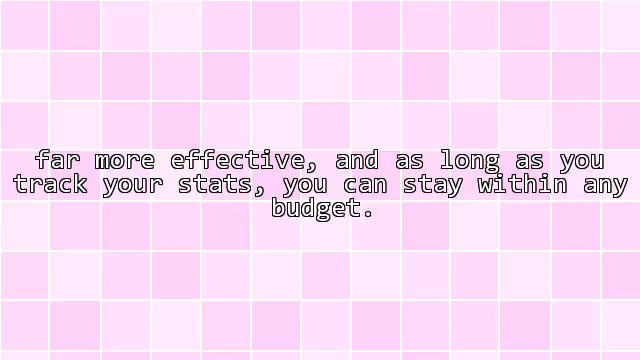 far more effective, and as long as you
track your stats, you can stay within any
budget.